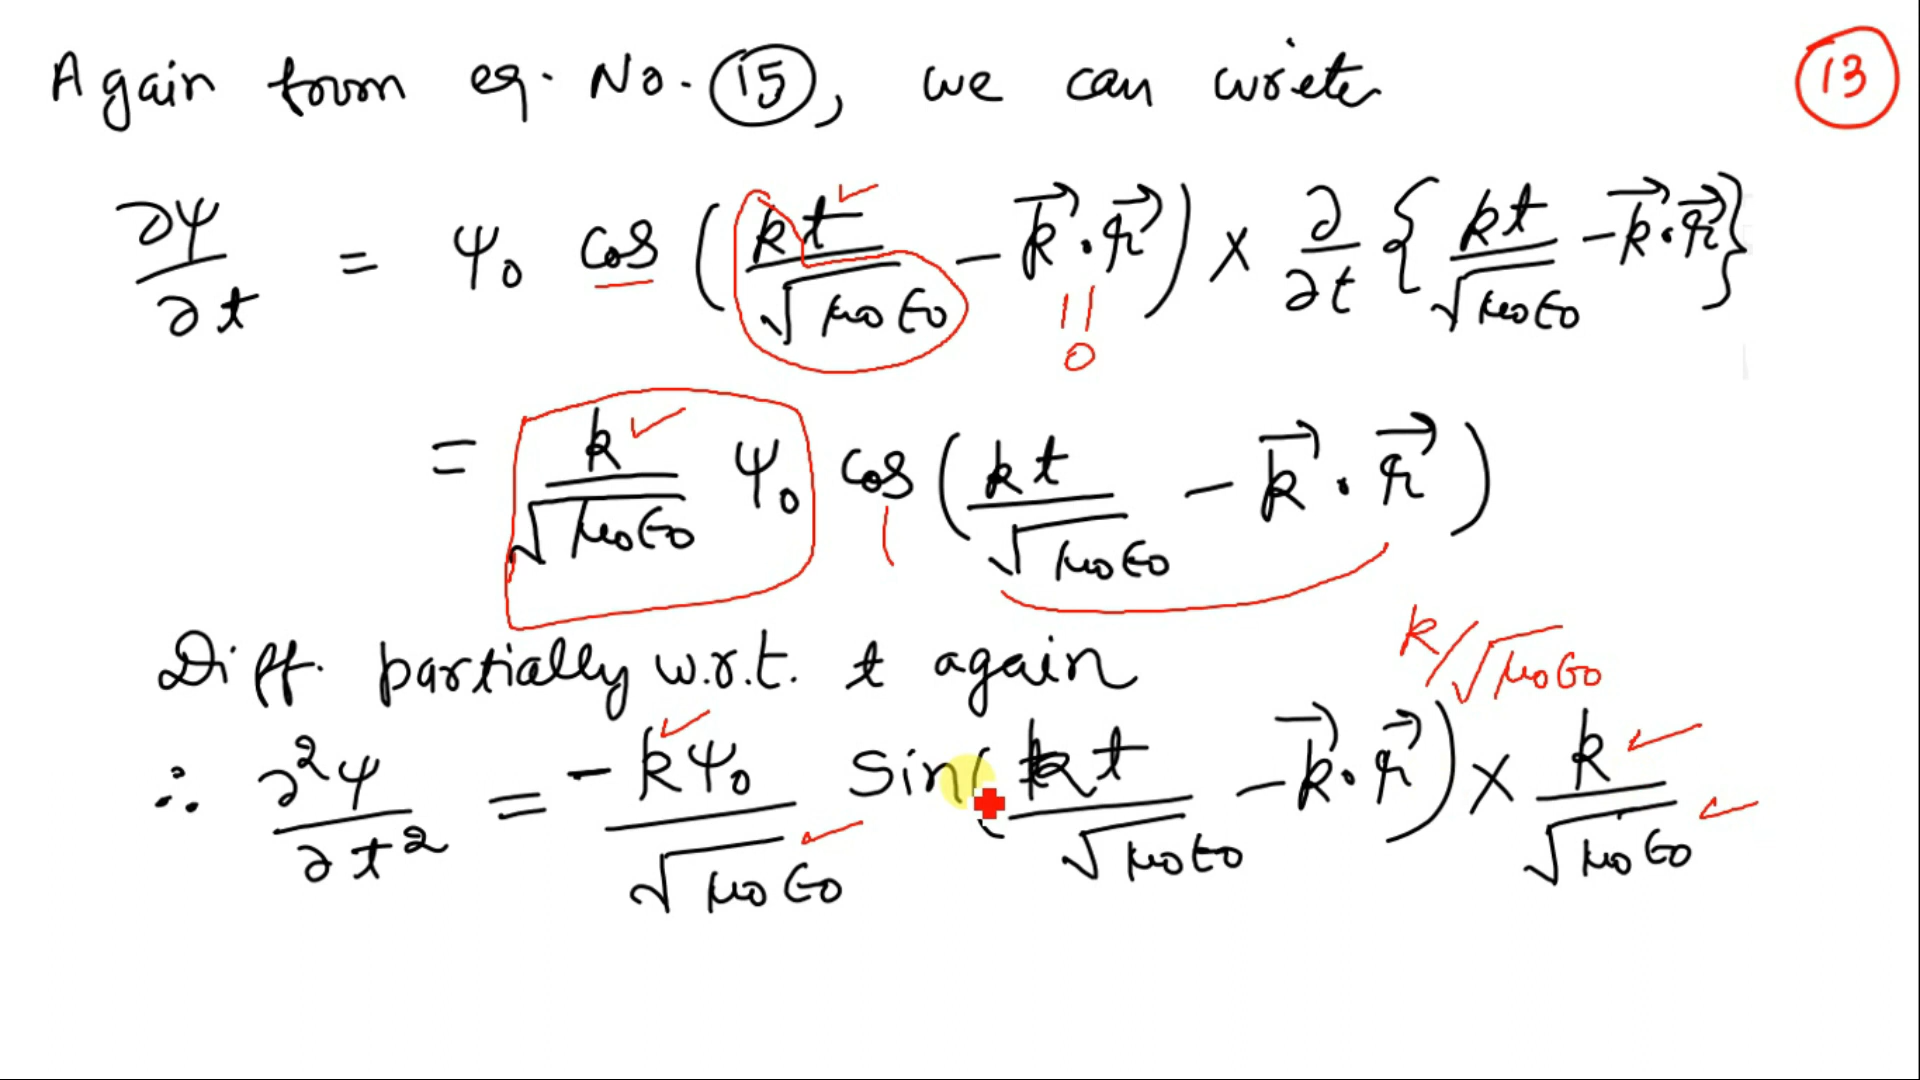 Again from eq. No. (15), we can write
(13)
∂ψ/∂t = ψ₀ cos (kt/√μ₀ε₀ − k⃗·r⃗) × ∂/∂t {kt/√μ₀ε₀ − k⃗·r⃗}
||
0
= k/√μ₀ε₀ ψ₀ cos (kt/√μ₀ε₀ − k⃗·r⃗)
k/√μ₀ε₀
Diff. partially w.r.t. t again
∴ ∂²ψ/∂t² = −kψ₀/√μ₀ε₀ Sin (kt/√μ₀ε₀ − k⃗·r⃗) × k/√μ₀ε₀